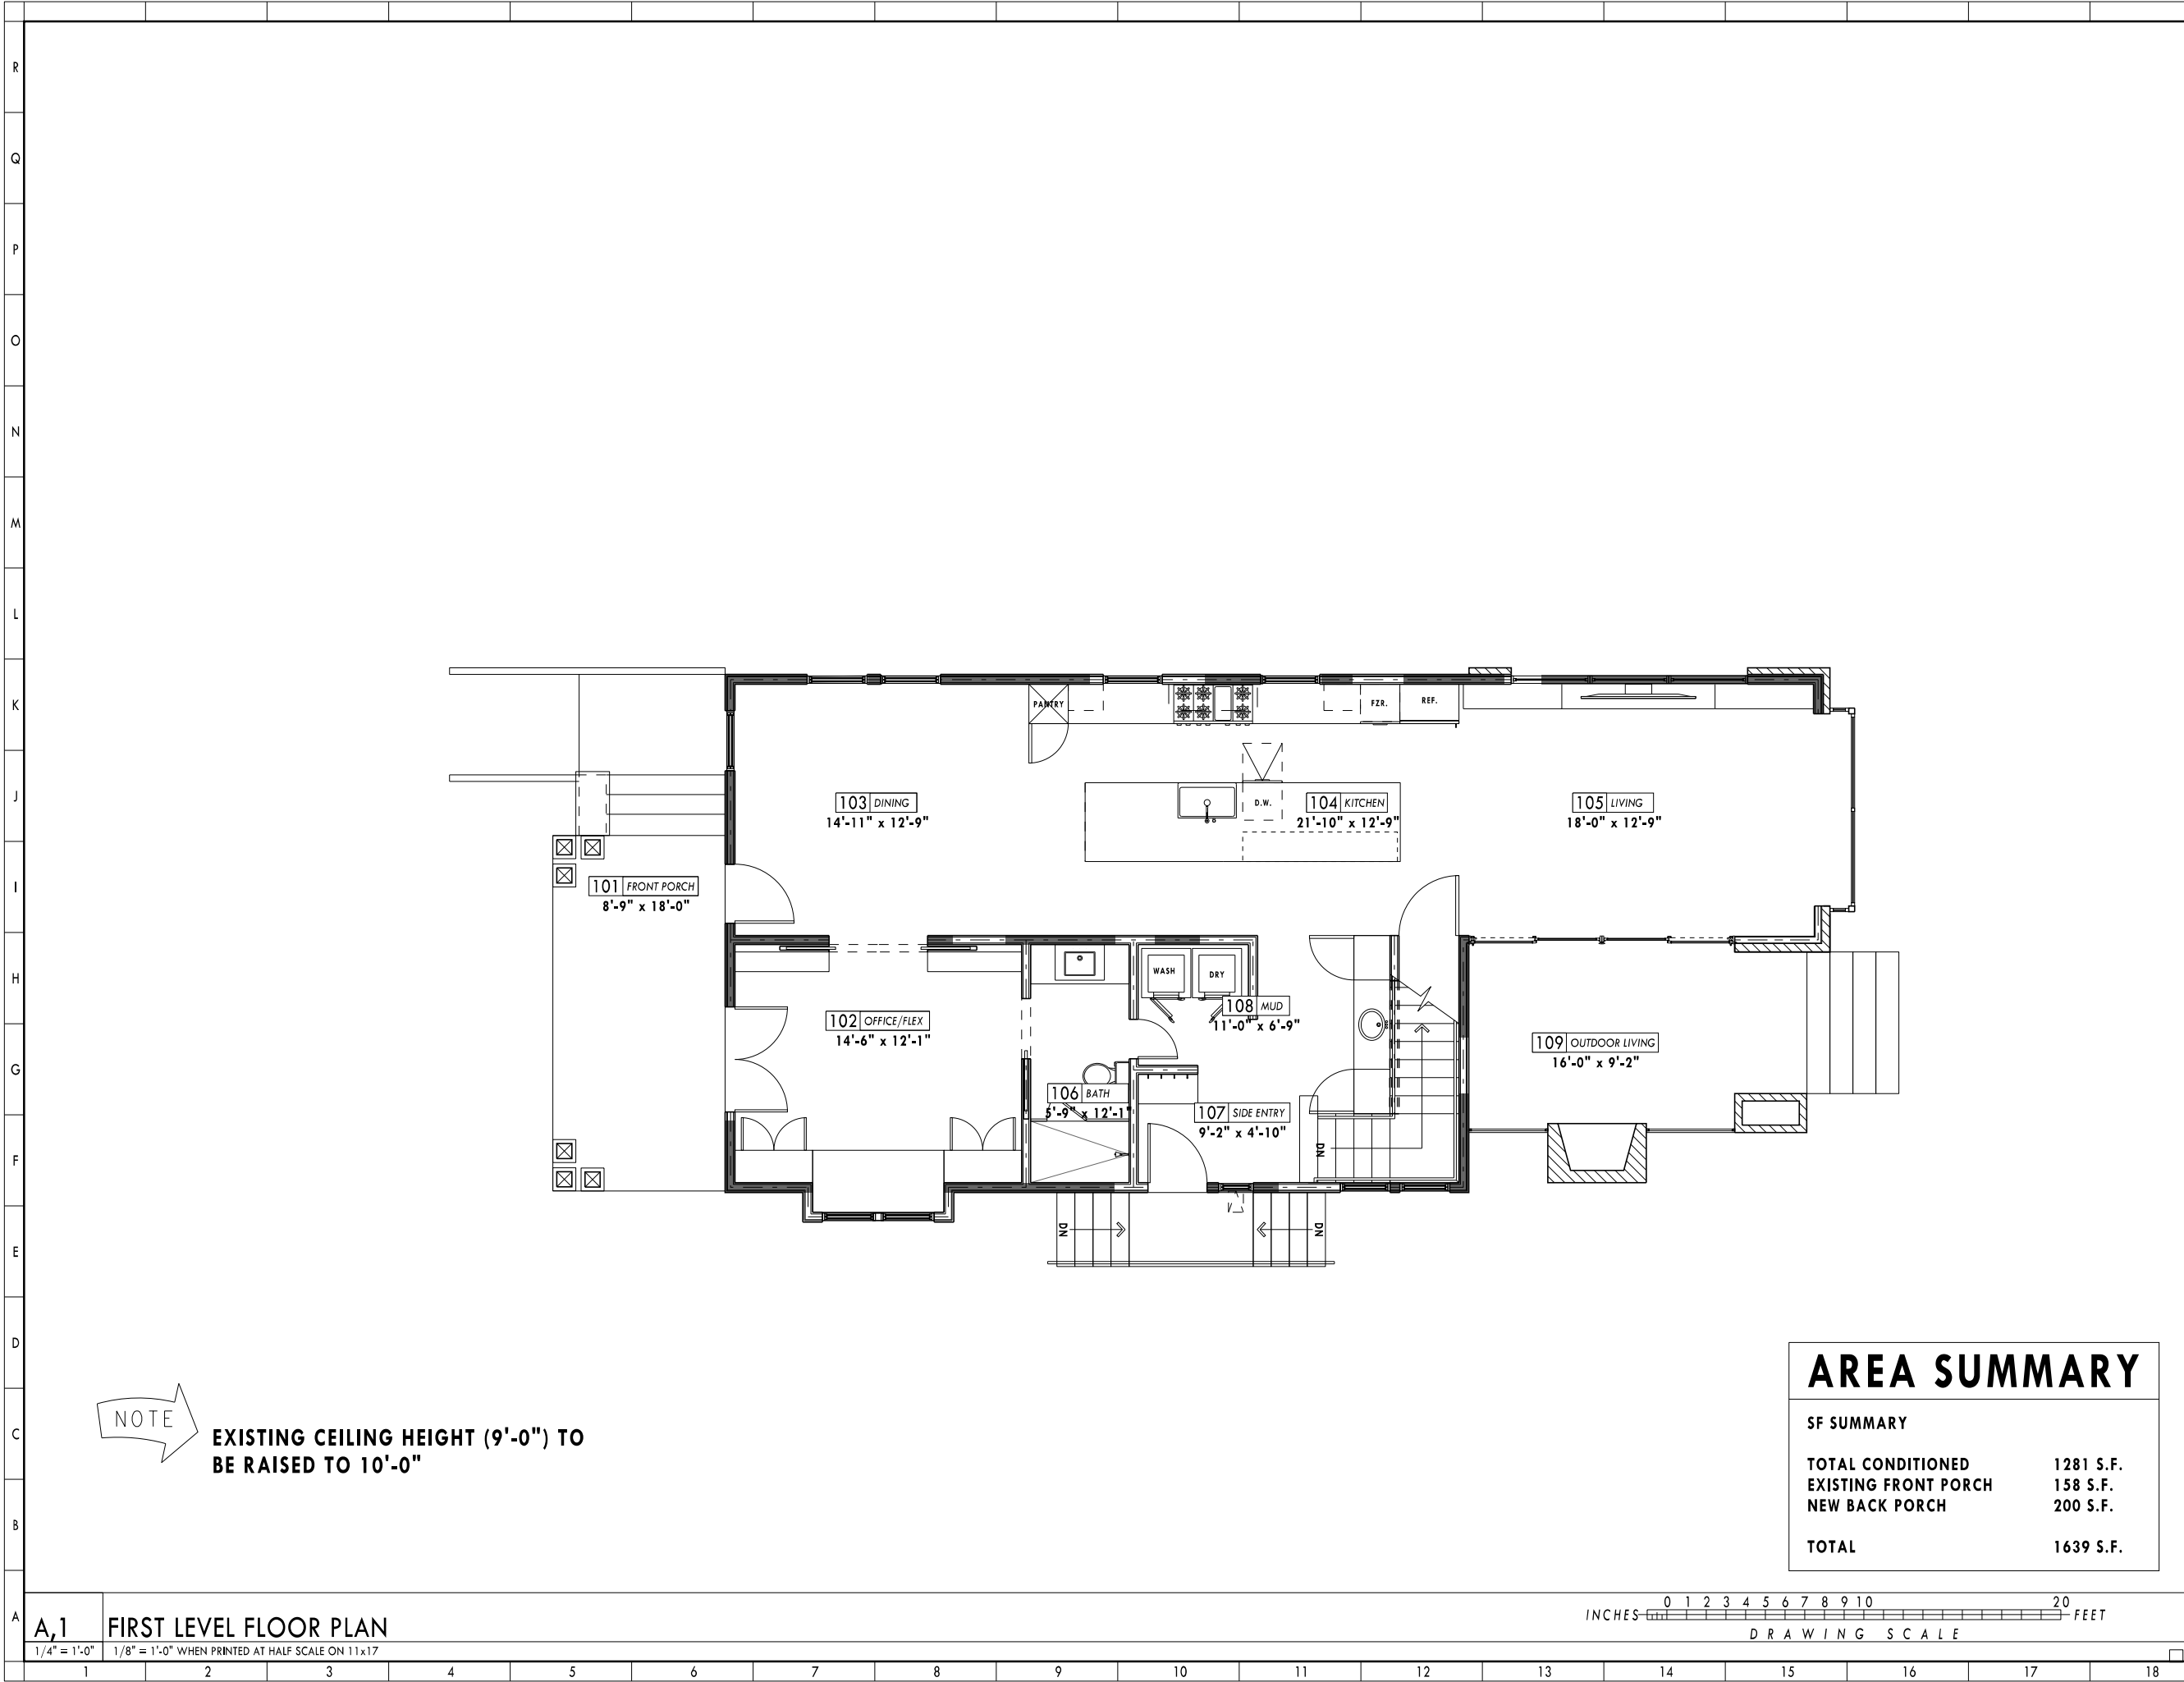 R
Q
P
O
N
M
L
K
J
I
H
G
F
E
D
C
B
A
PANTRY
FZR.
REF.
103 DINING
14'-11" x 12'-9"
D.W.
104 KITCHEN
21'-10" x 12'-9"
105 LIVING
18'-0" x 12'-9"
101 FRONT PORCH
8'-9" x 18'-0"
WASH
DRY
108 MUD
11'-0" x 6'-9"
102 OFFICE/FLEX
14'-6" x 12'-1"
109 OUTDOOR LIVING
16'-0" x 9'-2"
106 BATH
5'-9" x 12'-1"
107 SIDE ENTRY
9'-2" x 4'-10"
DN
DN
DN
NOTE
EXISTING CEILING HEIGHT (9'-0") TO
BE RAISED TO 10'-0"
AREA SUMMARY
SF SUMMARY
TOTAL CONDITIONED 1281 S.F.
EXISTING FRONT PORCH 158 S.F.
NEW BACK PORCH 200 S.F.
TOTAL 1639 S.F.
A,1 FIRST LEVEL FLOOR PLAN
1/4" = 1'-0" 1/8" = 1'-0" WHEN PRINTED AT HALF SCALE ON 11x17
0 1 2 3 4 5 6 7 8 9 10 20
INCHES FEET
DRAWING SCALE
1 2 3 4 5 6 7 8 9 10 11 12 13 14 15 16 17 18